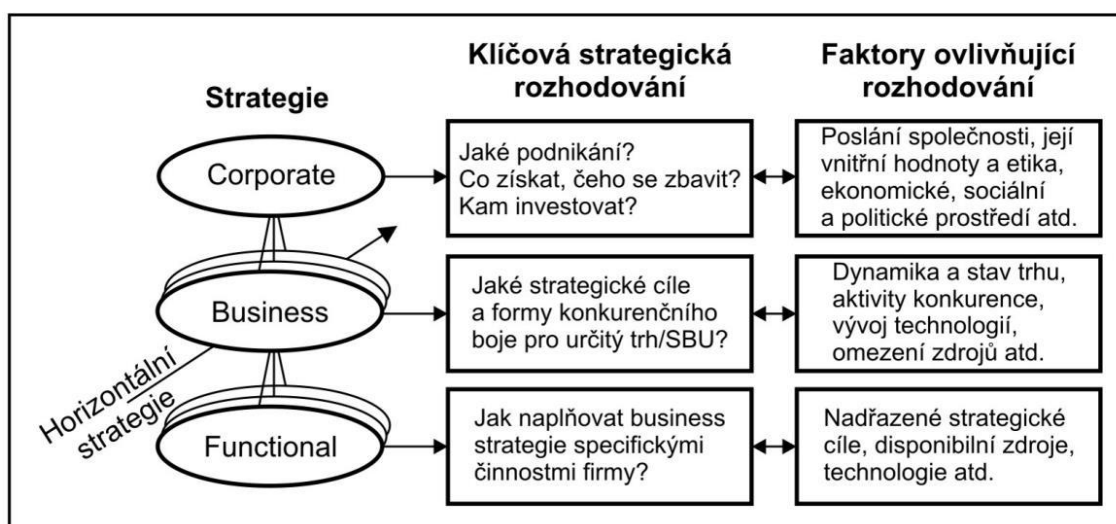 Strategie
Klíčová strategická
rozhodování
Faktory ovlivňující
rozhodování
Corporate
Jaké podnikání?
Co získat, čeho se zbavit?
Kam investovat?
Poslání společnosti, její
vnitřní hodnoty a etika,
ekonomické, sociální
a politické prostředí atd.
Business
Jaké strategické cíle
a formy konkurenčního
boje pro určitý trh/SBU?
Dynamika a stav trhu,
aktivity konkurence,
vývoj technologií,
omezení zdrojů atd.
Horizontální
strategie
Functional
Jak naplňovat business
strategie specifickými
činnostmi firmy?
Nadřazené strategické
cíle, disponibilní zdroje,
technologie atd.